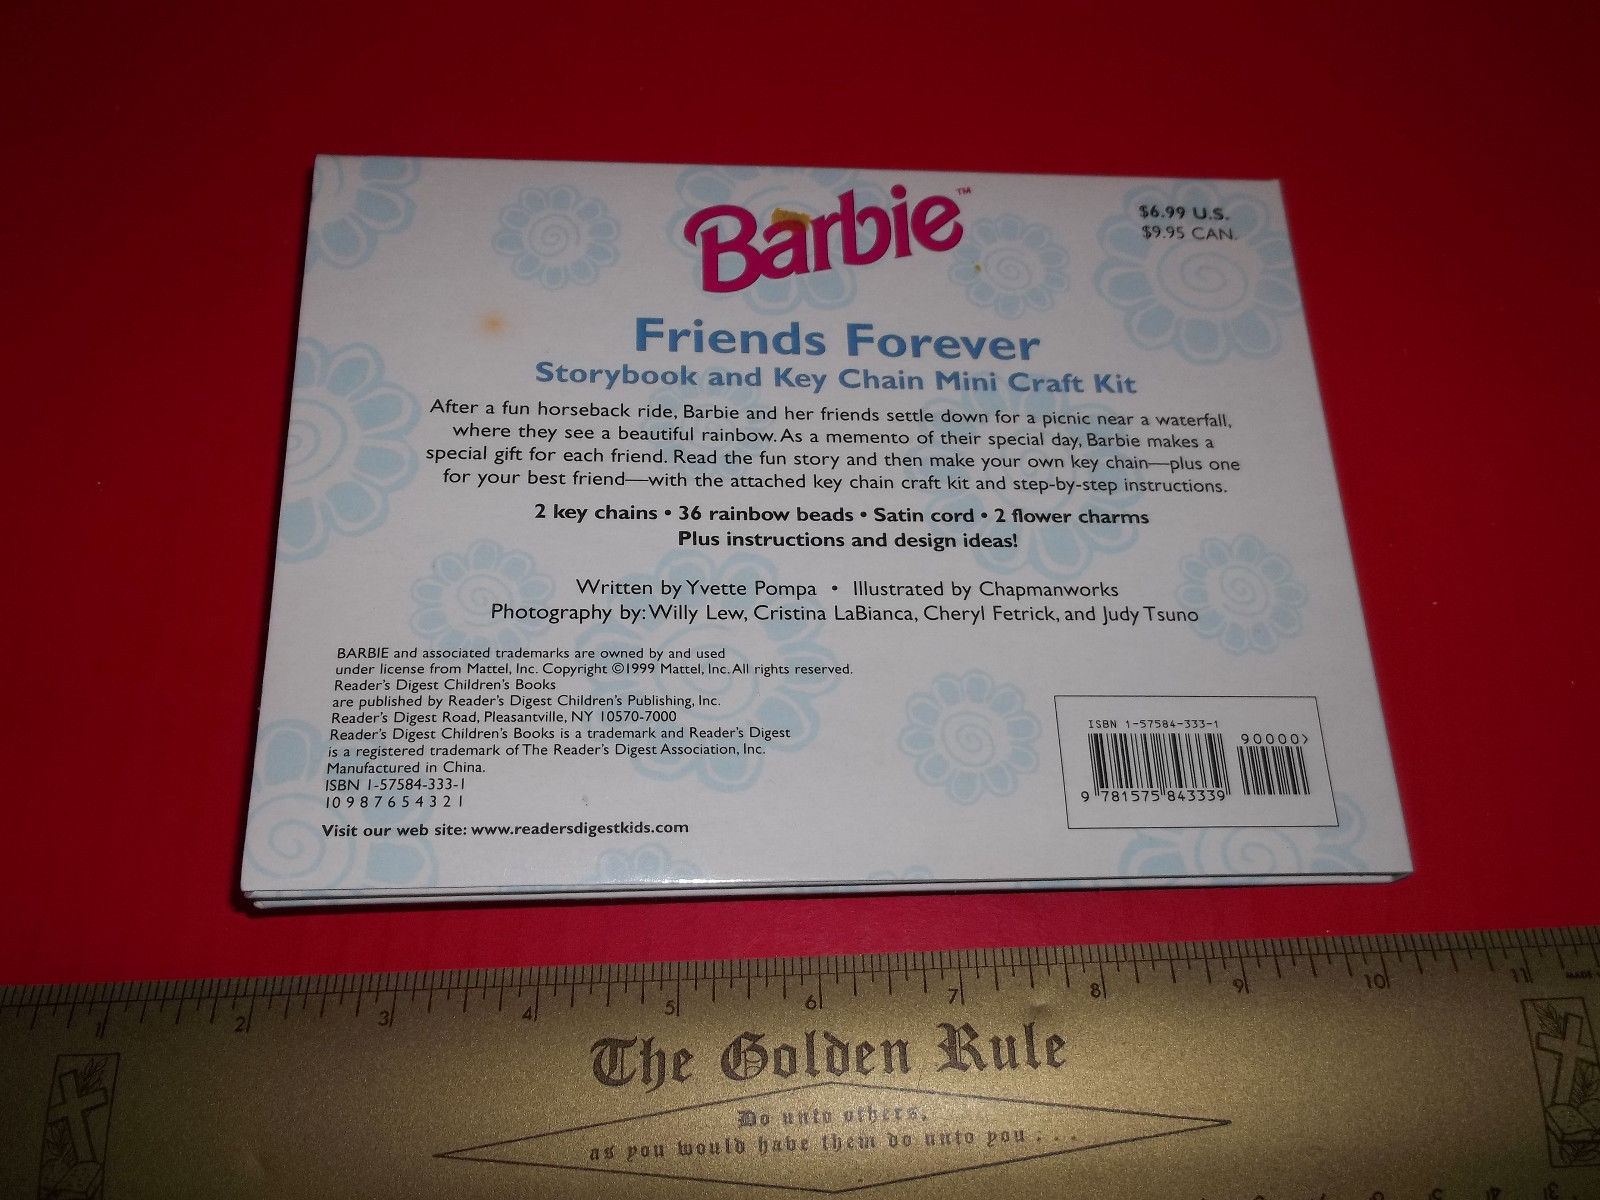 Barbie™
$6.99 U.S.
$9.95 CAN.
Friends Forever
Storybook and Key Chain Mini Craft Kit
After a fun horseback ride, Barbie and her friends settle down for a picnic near a waterfall,
where they see a beautiful rainbow. As a memento of their special day, Barbie makes a
special gift for each friend. Read the fun story and then make your own key chain—plus one
for your best friend—with the attached key chain craft kit and step-by-step instructions.
2 key chains • 36 rainbow beads • Satin cord • 2 flower charms
Plus instructions and design ideas!
Written by Yvette Pompa • Illustrated by Chapmanworks
Photography by: Willy Lew, Cristina LaBianca, Cheryl Fetrick, and Judy Tsuno
BARBIE and associated trademarks are owned by and used
under license from Mattel, Inc. Copyright ©1999 Mattel, Inc. All rights reserved.
Reader's Digest Children's Books
are published by Reader's Digest Children's Publishing, Inc.
Reader's Digest Road, Pleasantville, NY 10570-7000
Reader's Digest Children's Books is a trademark and Reader's Digest
is a registered trademark of The Reader's Digest Association, Inc.
Manufactured in China.
ISBN 1-57584-333-1
10 9 8 7 6 5 4 3 2 1
Visit our web site: www.readersdigestkids.com
ISBN 1-57584-333-1
90000>
9 781575 843339
1 2 3 4 5 6 7 8 9 10 11
MADE
The Golden Rule
Do unto others,
as you would have them do unto you . . .